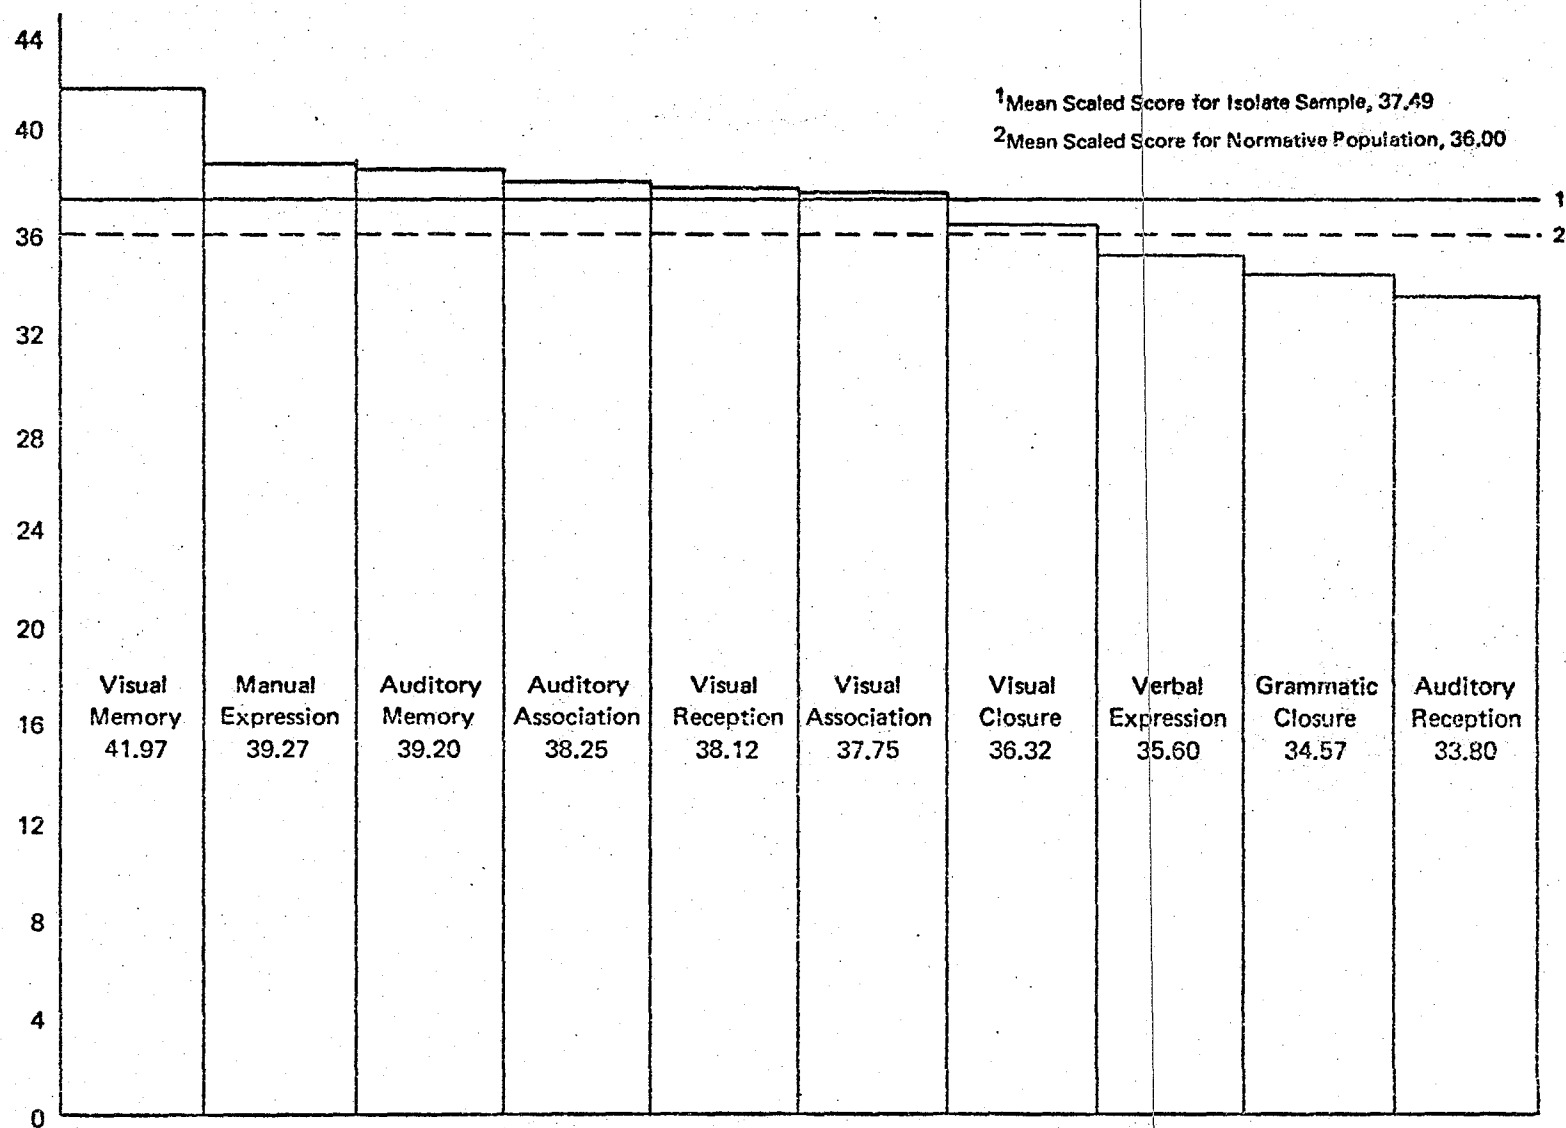 44
1Mean Scaled Score for Isolate Sample, 37.49
40
2Mean Scaled Score for Normative Population, 36.00
1
36
2
32
28
24
20
Visual Manual Auditory Auditory Visual Visual Visual Verbal Grammatic Auditory
Memory Expression Memory Association Reception Association Closure Expression Closure Reception
16
41.97 39.27 39.20 38.25 38.12 37.75 36.32 35.60 34.57 33.80
12
8
4
0